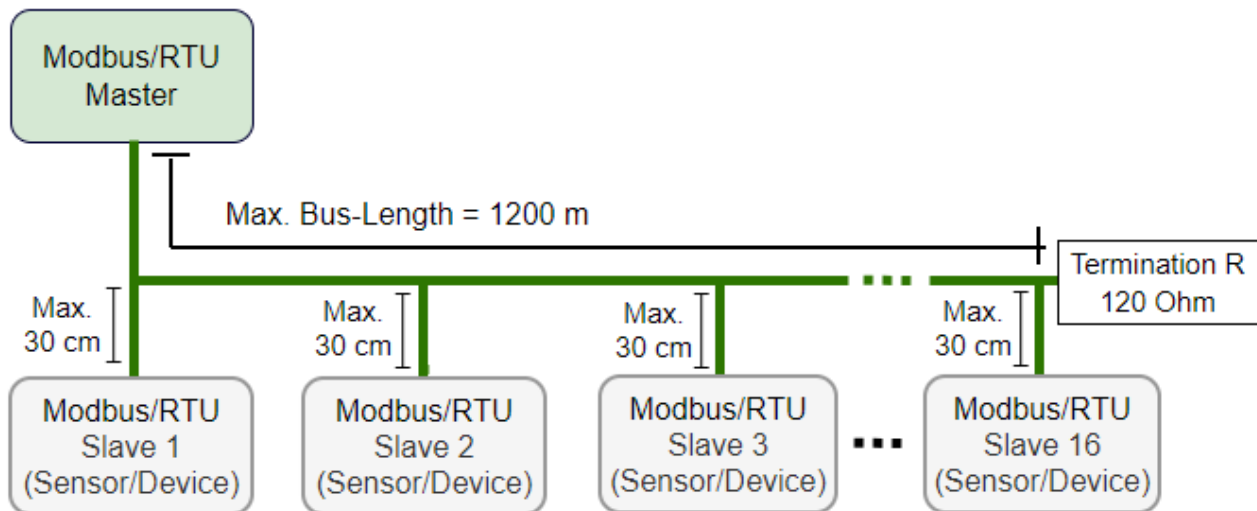 Modbus/RTU
Master
Max. Bus-Length = 1200 m
Termination R
120 Ohm
Max.
30 cm
Max.
30 cm
Max.
30 cm
Max.
30 cm
Modbus/RTU
Slave 1
(Sensor/Device)
Modbus/RTU
Slave 2
(Sensor/Device)
Modbus/RTU
Slave 3
(Sensor/Device)
Modbus/RTU
Slave 16
(Sensor/Device)